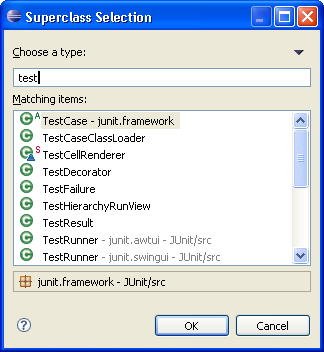 Superclass Selection
Choose a type:
test
Matching items:
TestCase - junit.framework
TestCaseClassLoader
TestCellRenderer
TestDecorator
TestFailure
TestHierarchyRunView
TestResult
TestRunner - junit.awtui - JUnit/src
TestRunner - junit.swingui - JUnit/src
junit.framework - JUnit/src
OK Cancel